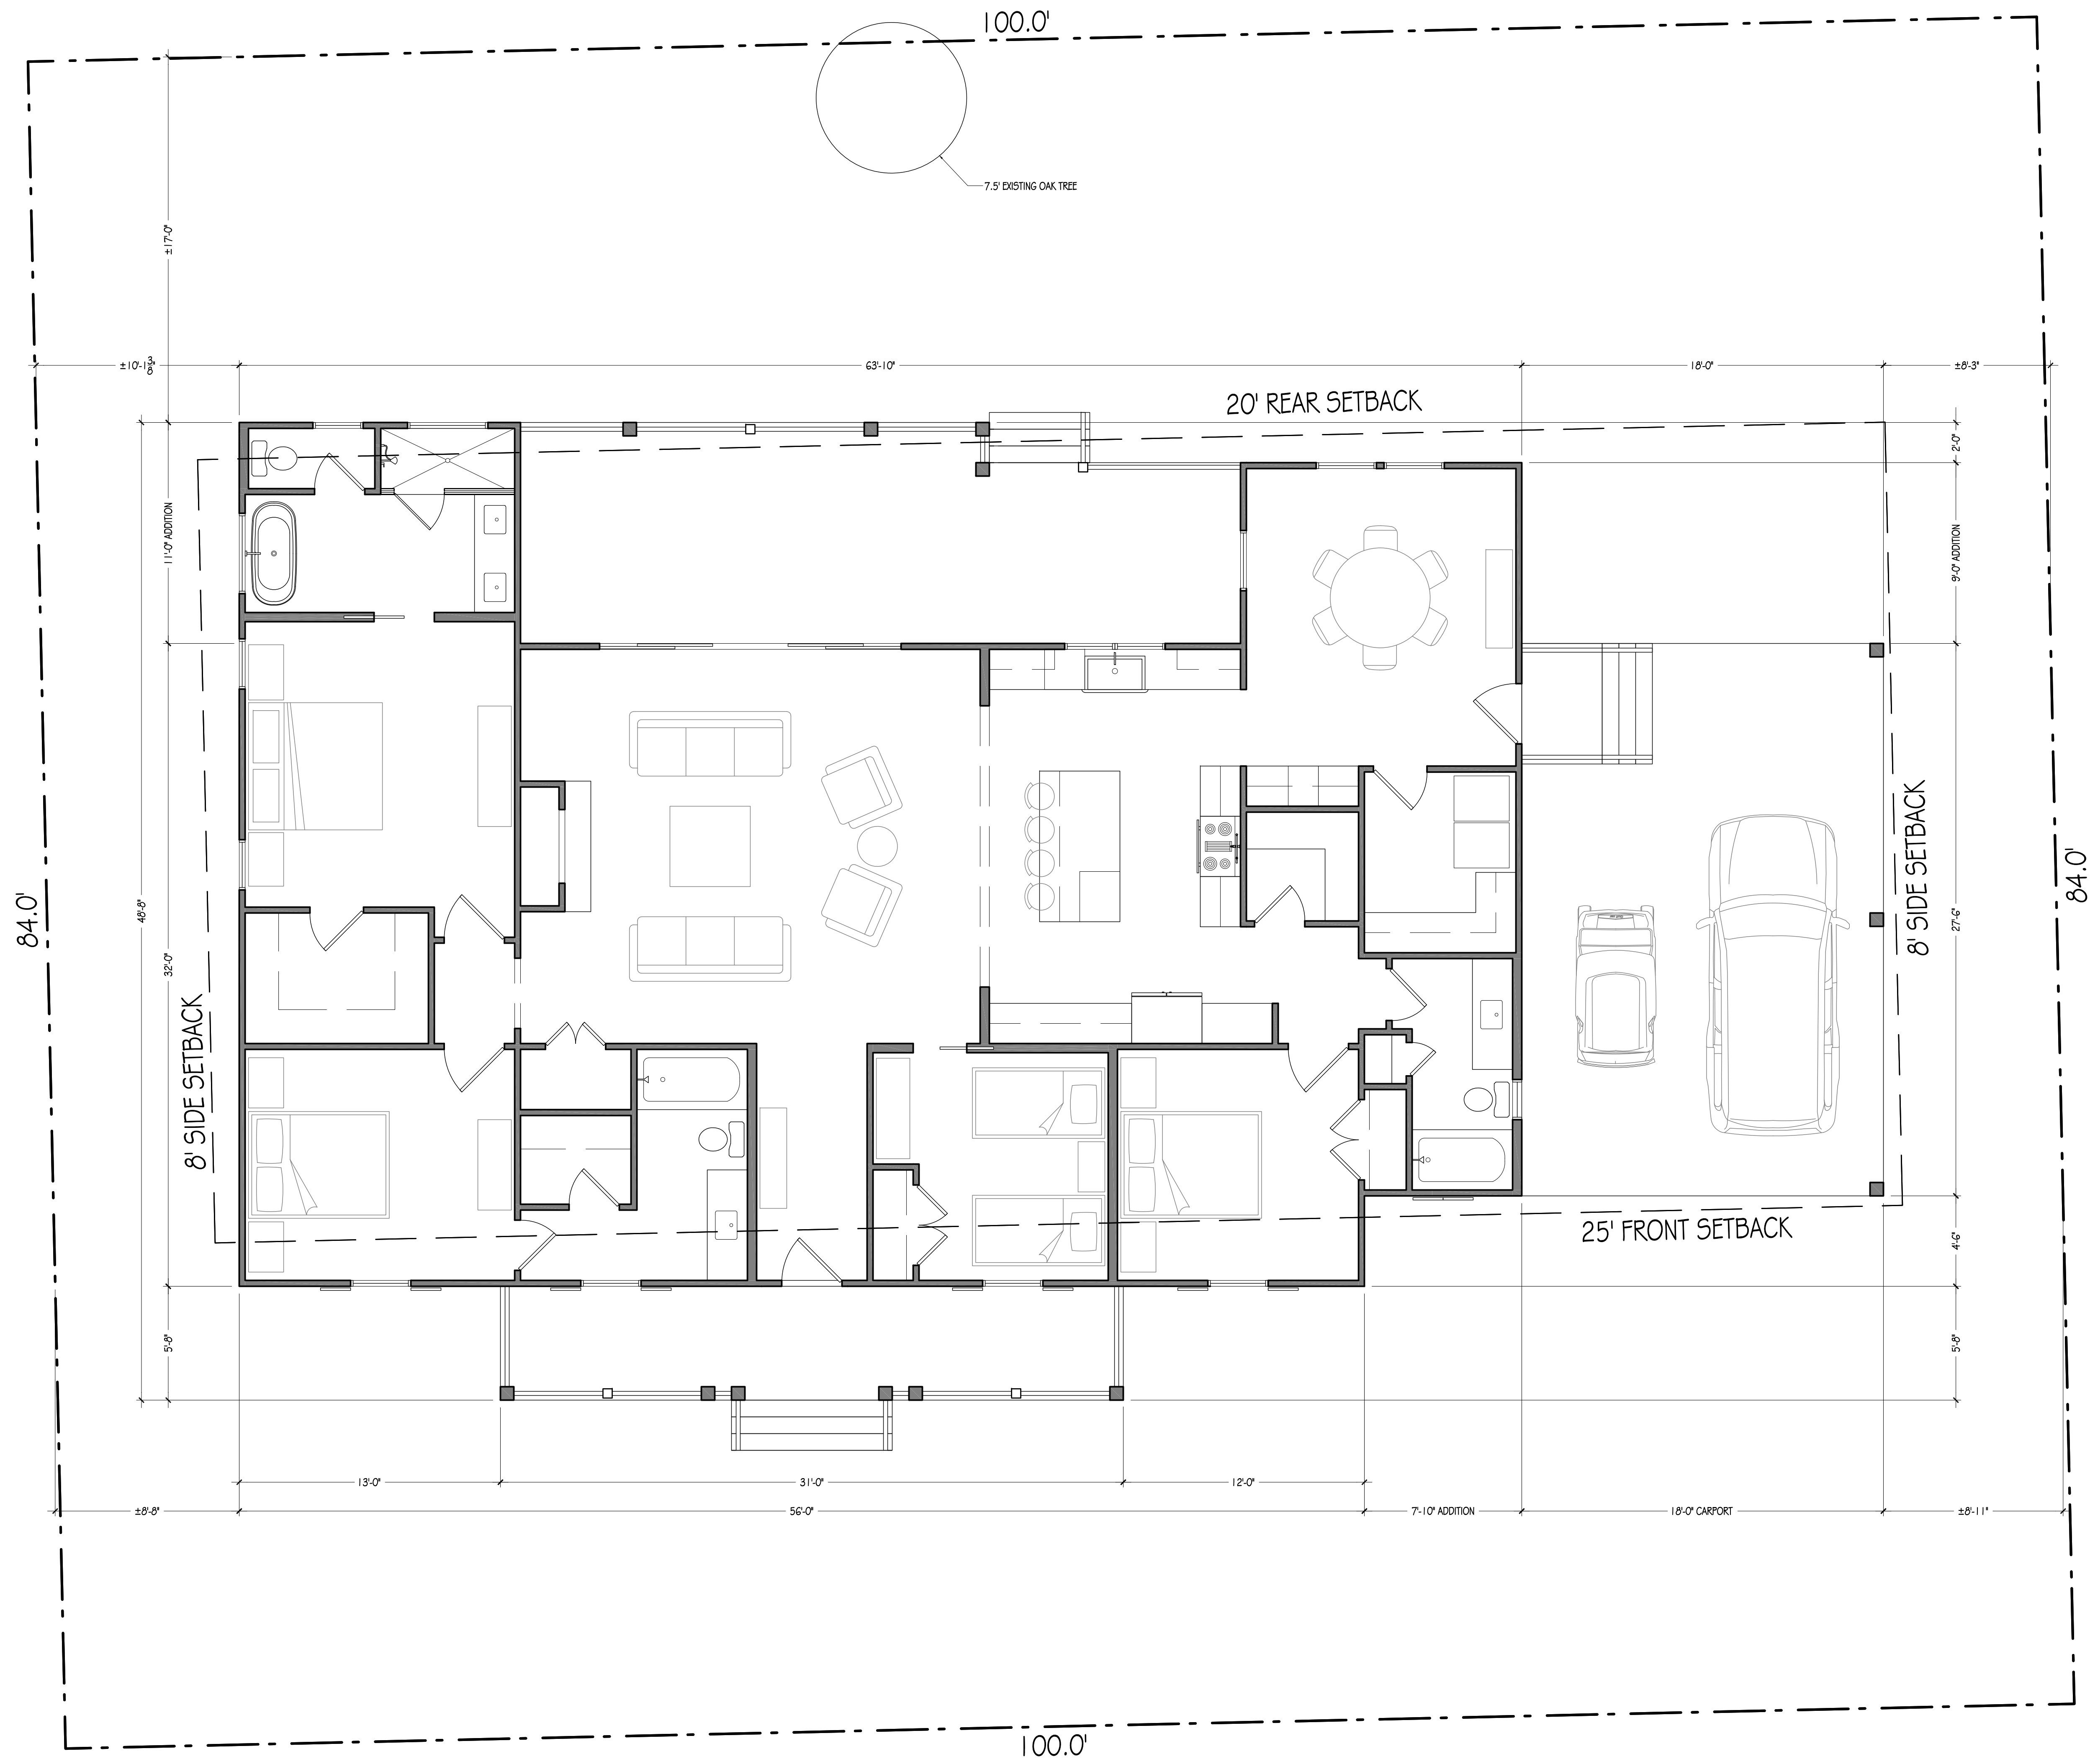 100.0'
7.5' EXISTING OAK TREE
±17'-0"
±10'-1 3/8"
63'-10"
18'-0"
±8'-3"
20' REAR SETBACK
2'-0"
11'-0" ADDITION
9'-0" ADDITION
84.0'
48'-8"
32'-0"
8' SIDE SETBACK
27'-6"
8' SIDE SETBACK
84.0'
25' FRONT SETBACK
4'-6"
5'-8"
5'-8"
13'-0"
31'-0"
12'-0"
±8'-8"
56'-0"
7'-10" ADDITION
18'-0" CARPORT
±8'-11"
100.0'